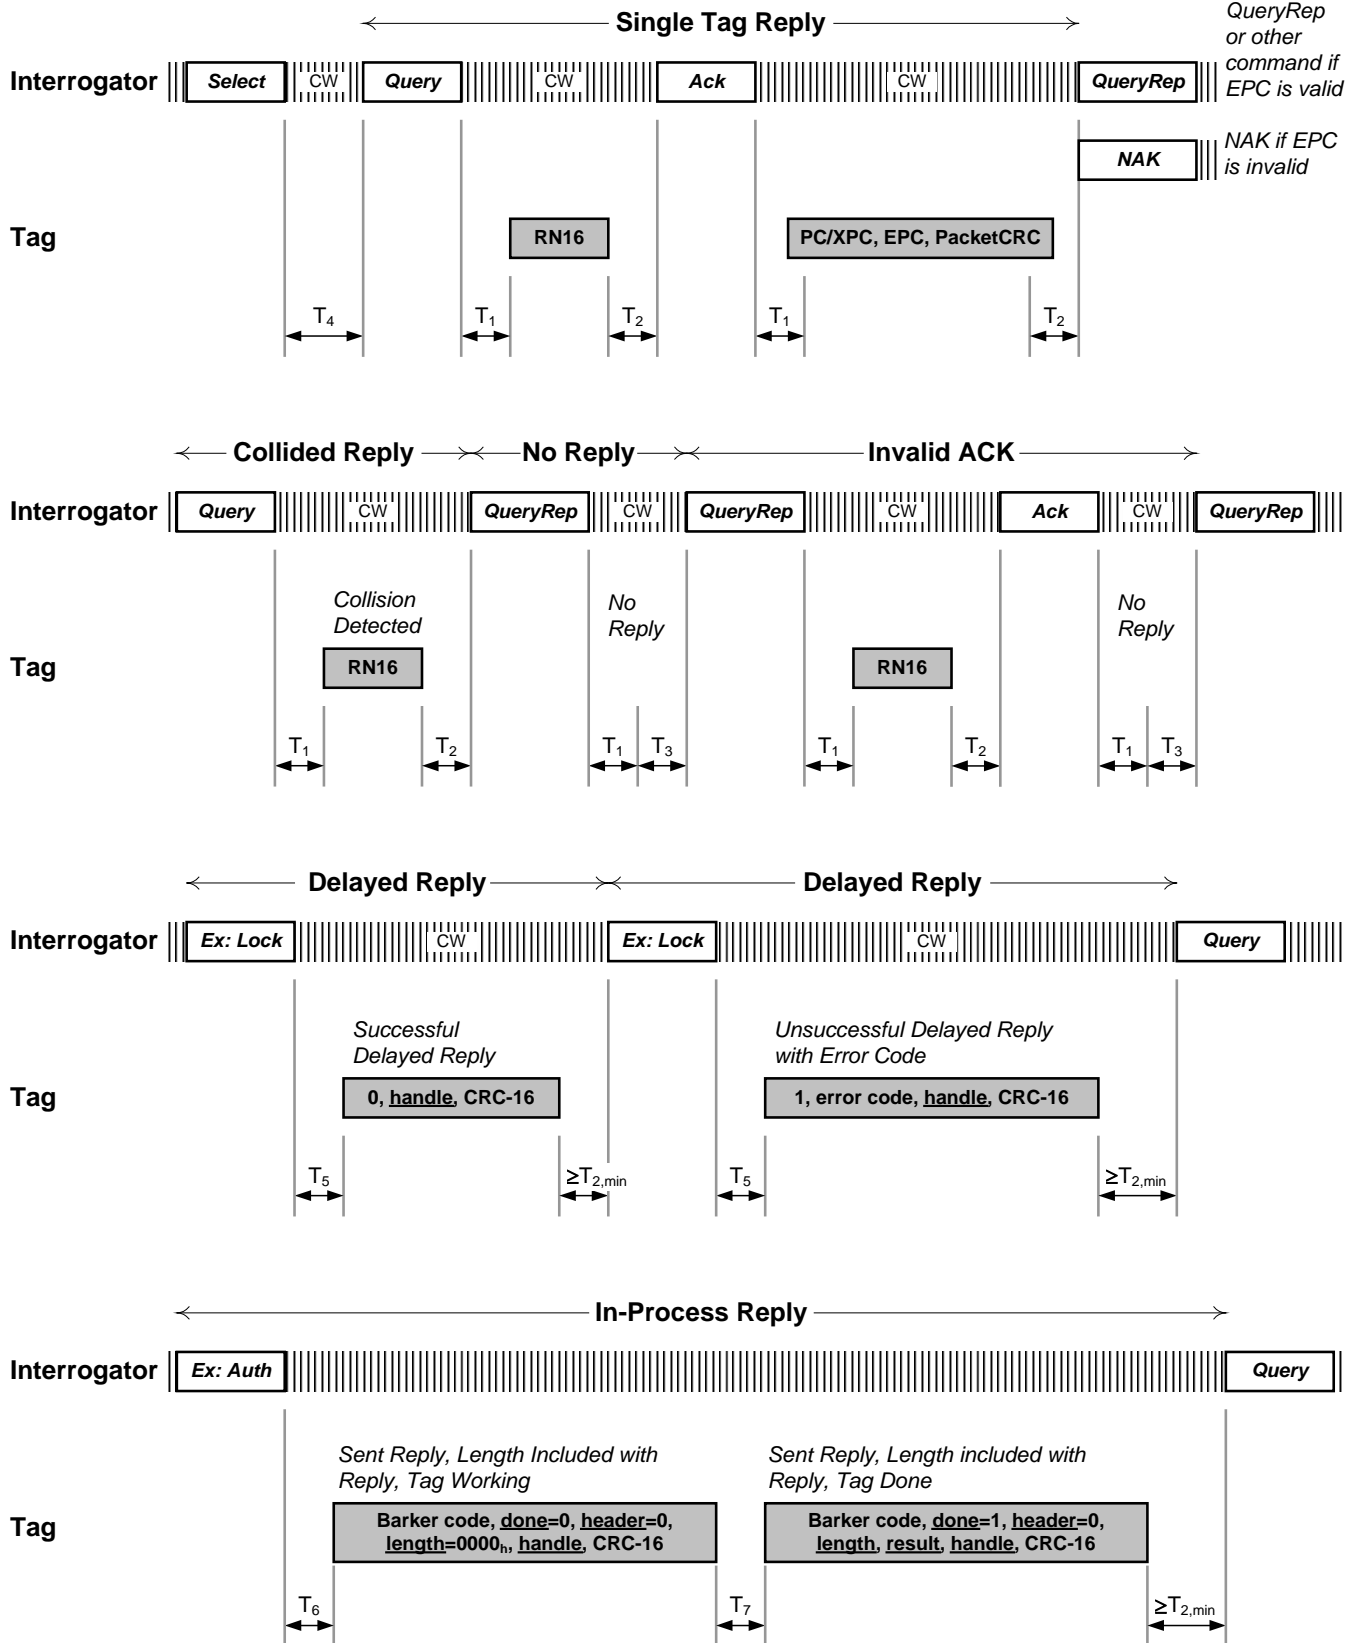 Single Tag Reply
QueryRep
or other
command if
EPC is valid
Interrogator
Select
CW
Query
CW
Ack
CW
QueryRep
NAK
NAK if EPC
is invalid
Tag
RN16
PC/XPC, EPC, PacketCRC
T4
T1
T2
T1
T2
Collided Reply
No Reply
Invalid ACK
Interrogator
Query
CW
QueryRep
CW
QueryRep
CW
Ack
CW
QueryRep
Collision
Detected
No
Reply
No
Reply
Tag
RN16
RN16
T1
T2
T1
T3
T1
T2
T1
T3
Delayed Reply
Delayed Reply
Interrogator
Ex: Lock
CW
Ex: Lock
CW
Query
Successful
Delayed Reply
Unsuccessful Delayed Reply
with Error Code
Tag
0, handle, CRC-16
1, error code, handle, CRC-16
T5
≥T2,min
T5
≥T2,min
In-Process Reply
Interrogator
Ex: Auth
Query
Sent Reply, Length Included with
Reply, Tag Working
Sent Reply, Length included with
Reply, Tag Done
Tag
Barker code, done=0, header=0,
length=0000h, handle, CRC-16
Barker code, done=1, header=0,
length, result, handle, CRC-16
T6
T7
≥T2,min